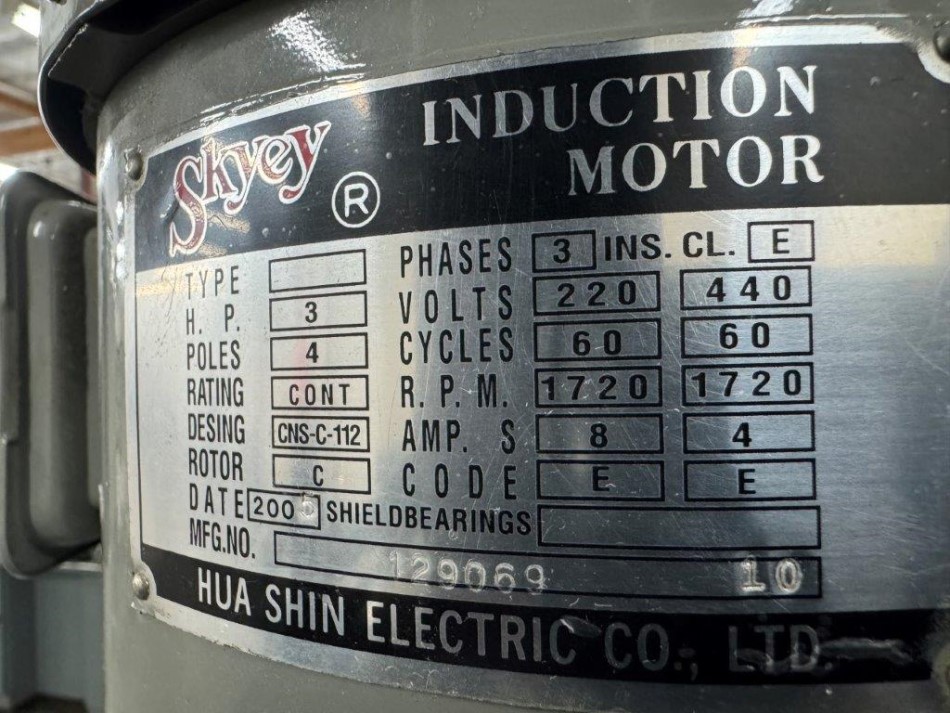 Skyey ® INDUCTION
MOTOR
TYPE PHASES 3 INS. CL. E
H. P. 3 VOLTS 220 440
POLES 4 CYCLES 60 60
RATING CONT R. P. M. 1720 1720
DESING CNS-C-112 AMP. S 8 4
ROTOR C CODE E E
DATE 200 SHIELDBEARINGS
MFG.NO. 129069 10
HUA SHIN ELECTRIC CO., LTD.